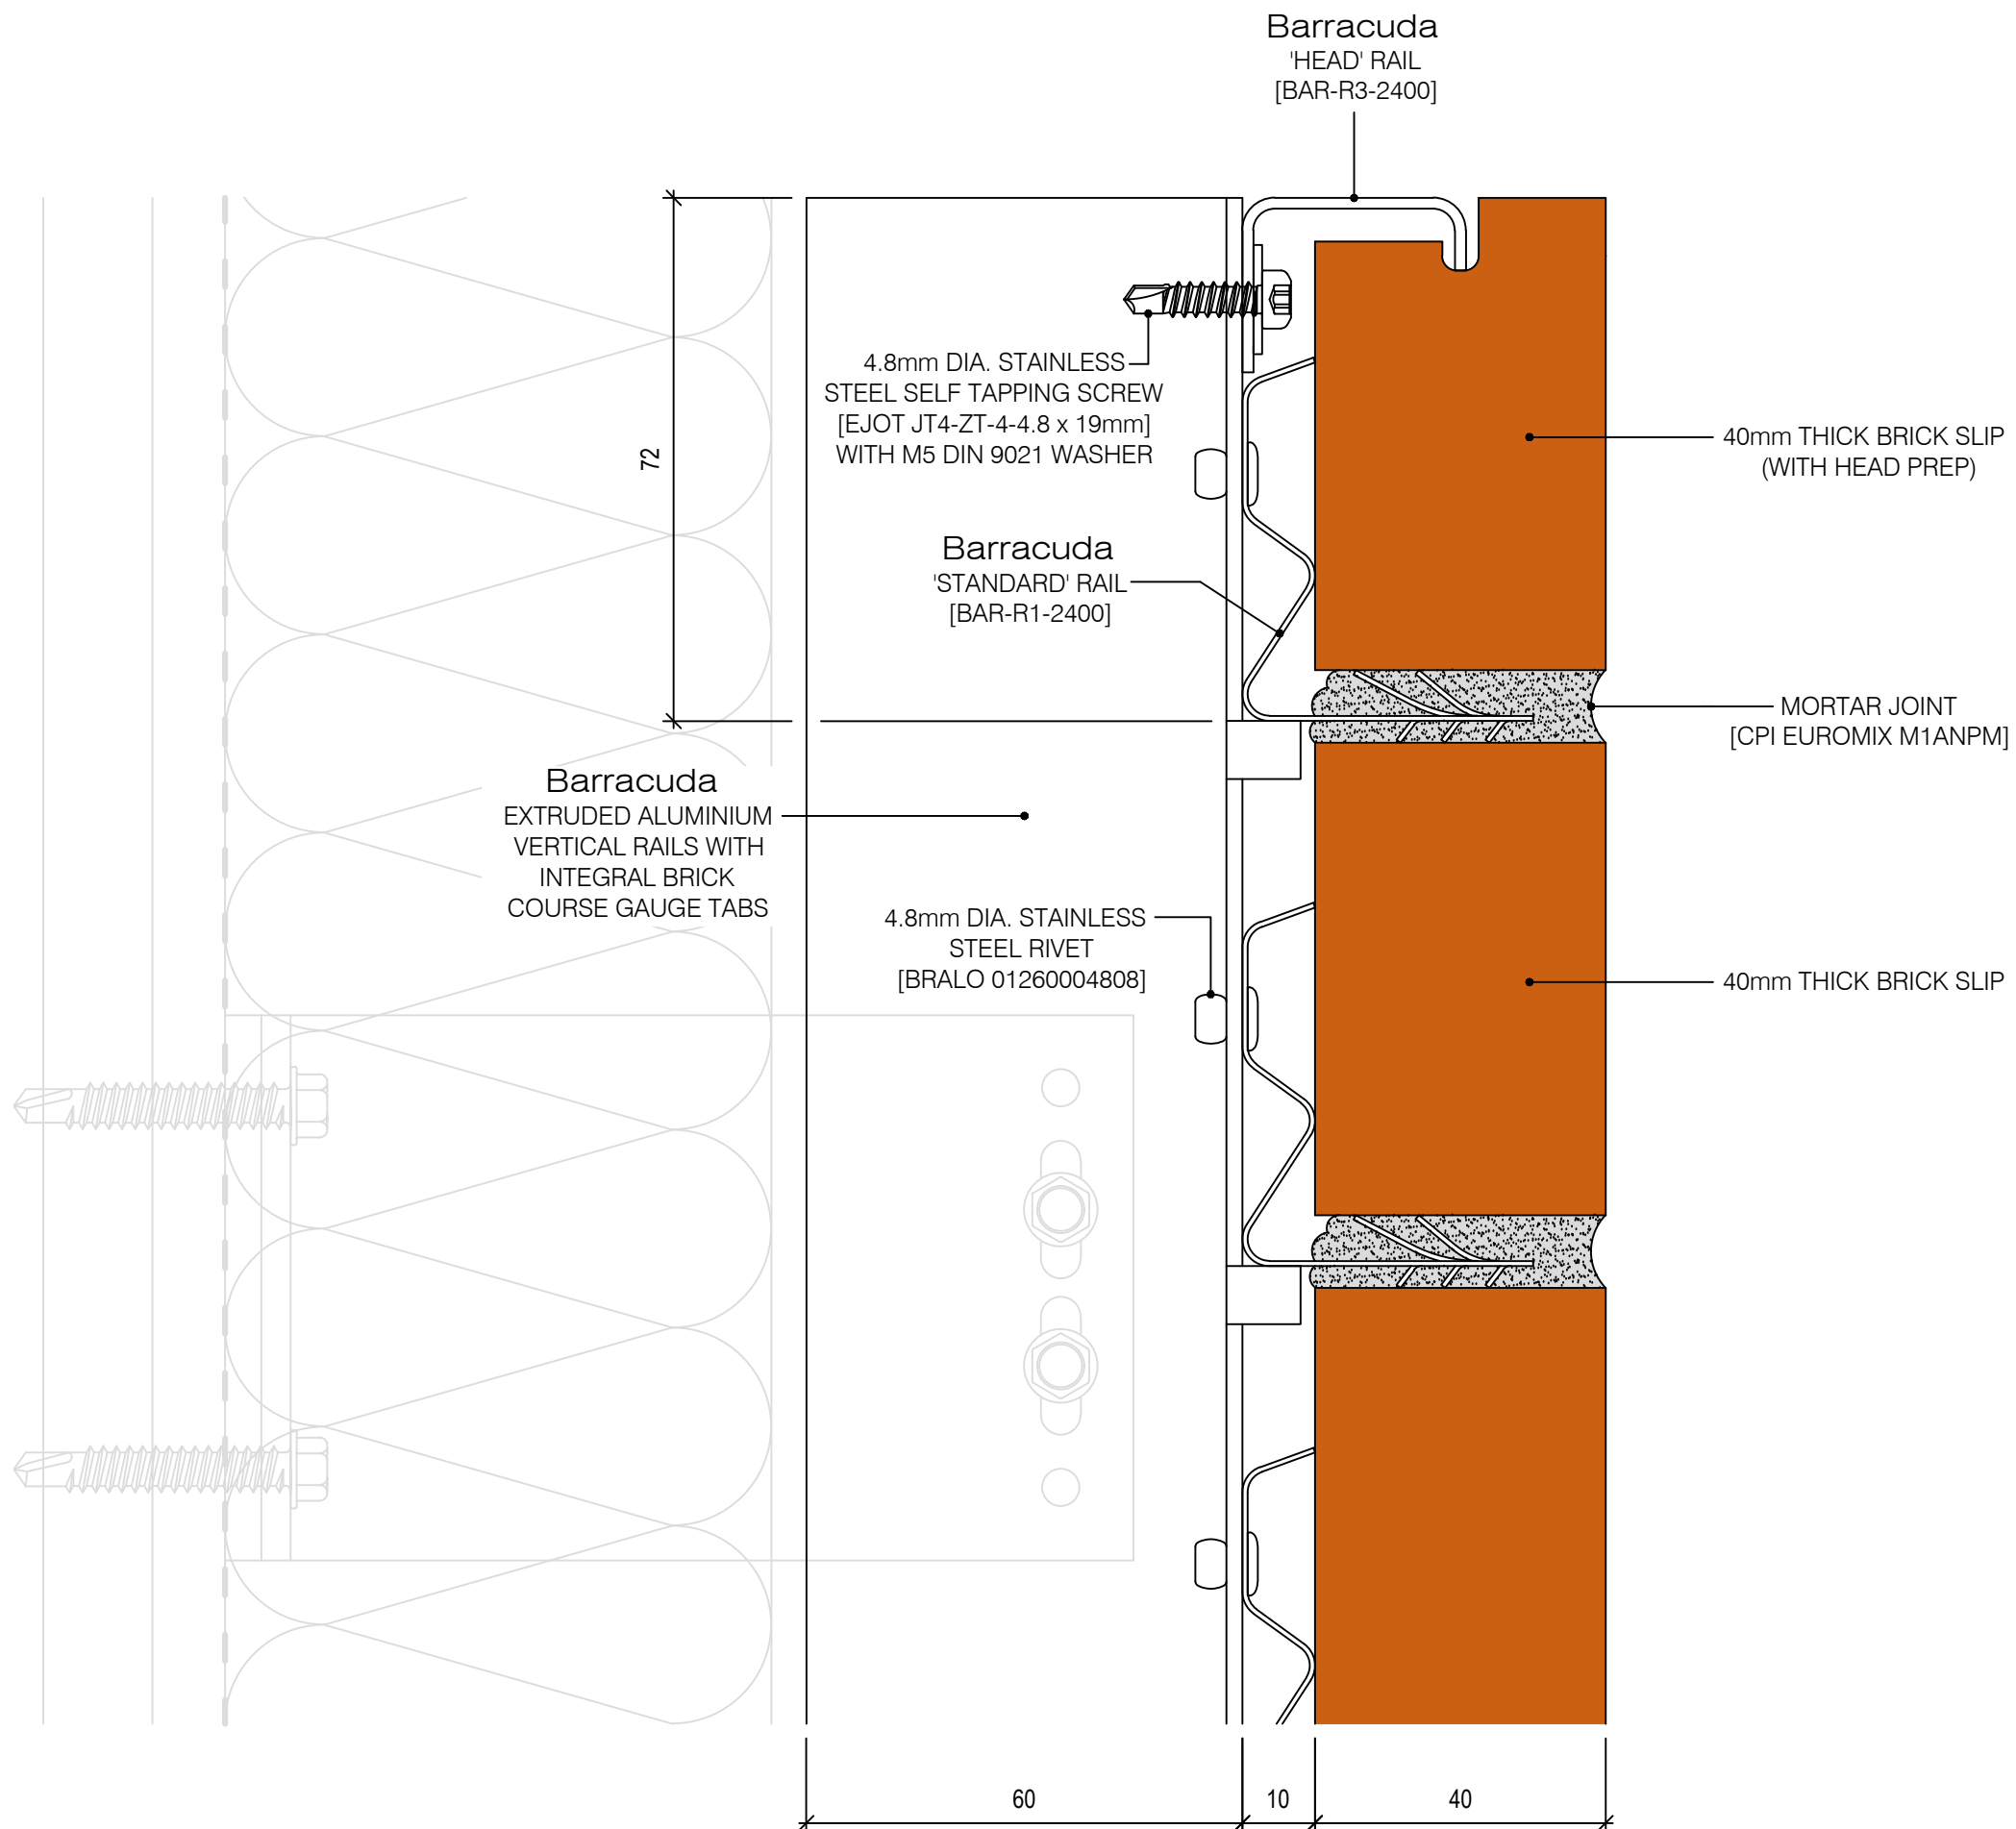 Barracuda
'HEAD' RAIL
[BAR-R3-2400]
4.8mm DIA. STAINLESS
STEEL SELF TAPPING SCREW
[EJOT JT4-ZT-4-4.8 x 19mm]
WITH M5 DIN 9021 WASHER
40mm THICK BRICK SLIP
(WITH HEAD PREP)
72
Barracuda
'STANDARD' RAIL
[BAR-R1-2400]
MORTAR JOINT
[CPI EUROMIX M1ANPM]
Barracuda
EXTRUDED ALUMINIUM
VERTICAL RAILS WITH
INTEGRAL BRICK
COURSE GAUGE TABS
4.8mm DIA. STAINLESS
STEEL RIVET
[BRALO 01260004808]
40mm THICK BRICK SLIP
60
10
40